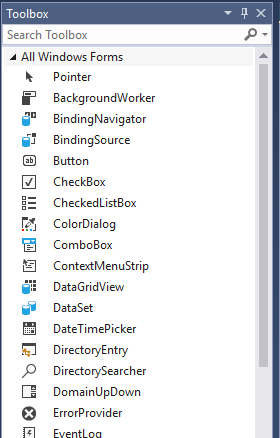 Toolbox
Search Toolbox
All Windows Forms
Pointer
BackgroundWorker
BindingNavigator
BindingSource
Button
CheckBox
CheckedListBox
ColorDialog
ComboBox
ContextMenuStrip
DataGridView
DataSet
DateTimePicker
DirectoryEntry
DirectorySearcher
DomainUpDown
ErrorProvider
EventLog